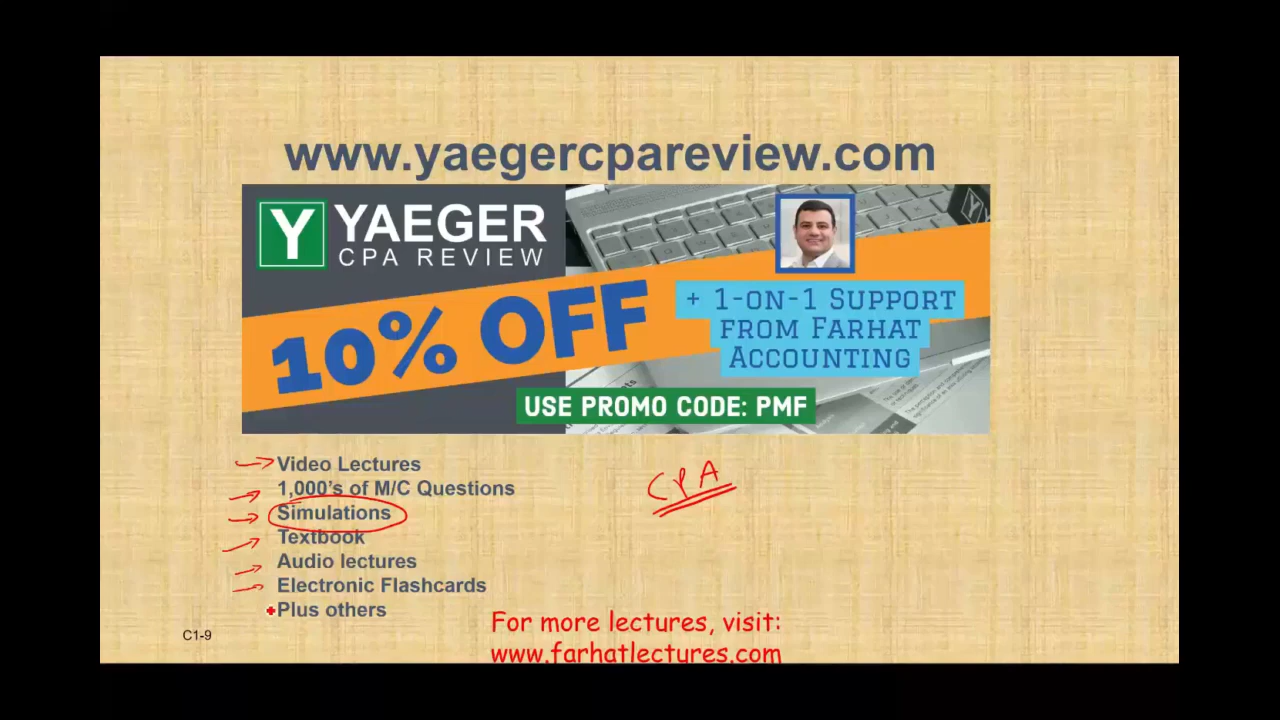 www.yaegercpareview.com
Y YAEGER
CPA REVIEW
10% OFF
+ 1-on-1 Support
from Farhat
Accounting
USE PROMO CODE: PMF
Video Lectures
1,000’s of M/C Questions
Simulations
Textbook
Audio lectures
Electronic Flashcards
Plus others
CPA
C1-9
For more lectures, visit:
www.farhatlectures.com